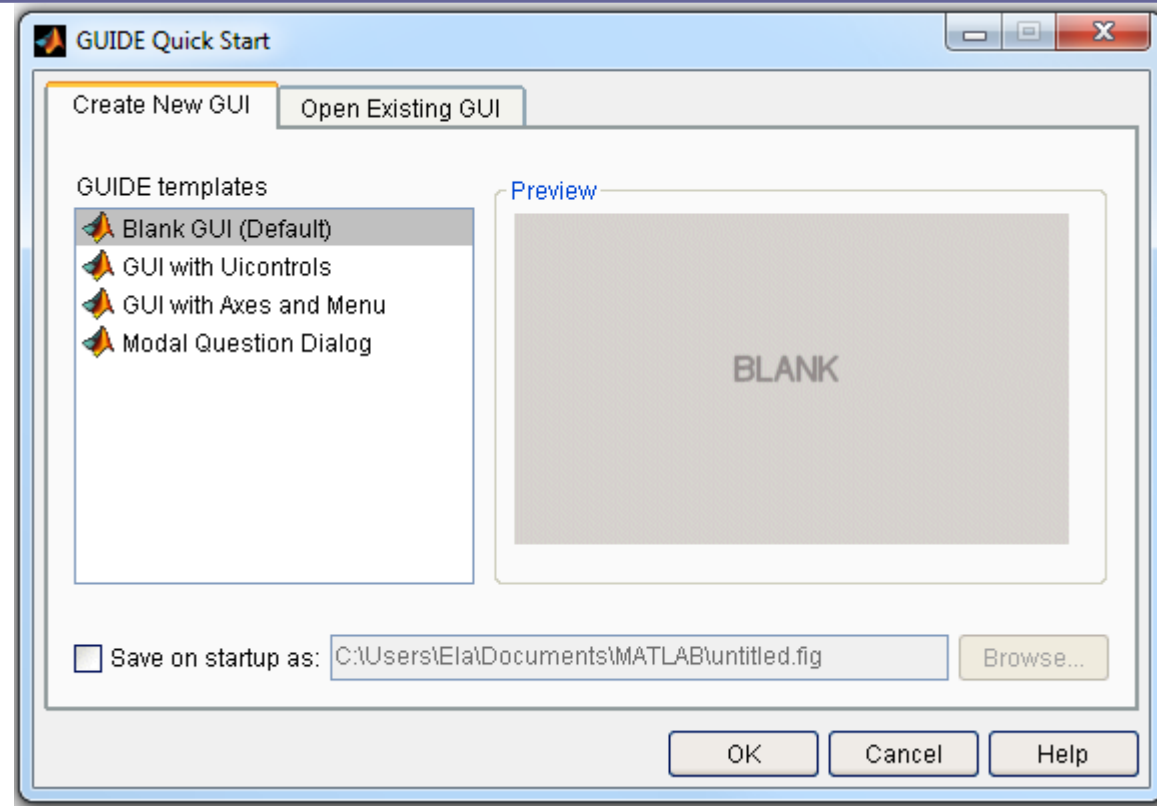 GUIDE Quick Start
Create New GUI
Open Existing GUI
GUIDE templates
Blank GUI (Default)
GUI with Uicontrols
GUI with Axes and Menu
Modal Question Dialog
Preview
BLANK
Save on startup as:
C:\Users\Ela\Documents\MATLAB\untitled.fig
Browse...
OK
Cancel
Help